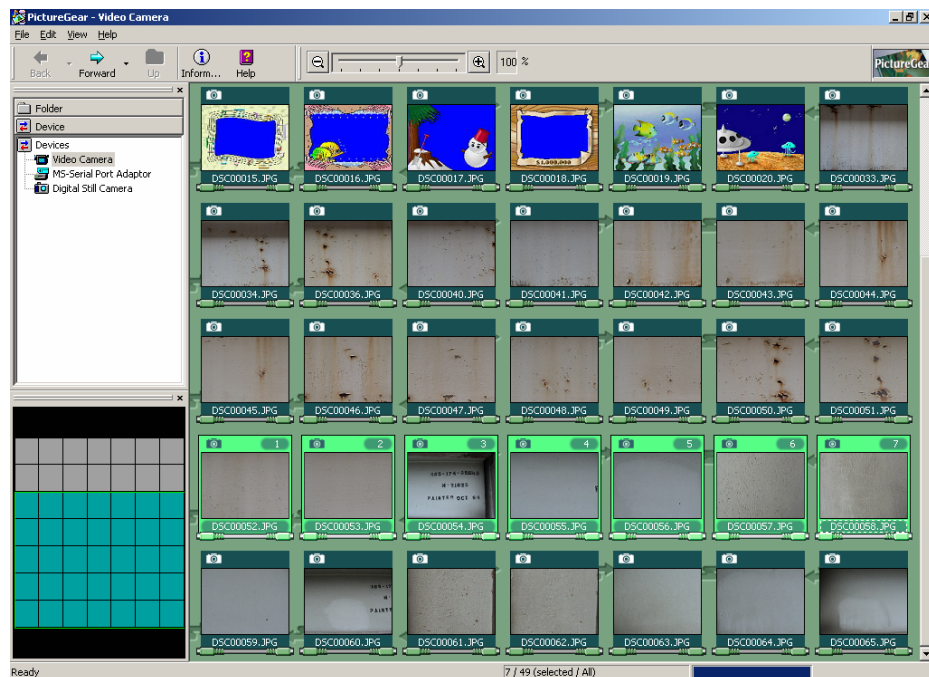 PictureGear - Video Camera
File Edit View Help
Back Forward Up Inform... Help 100 %
PictureGea
Folder
Device
Devices
Video Camera
MS-Serial Port Adaptor
Digital Still Camera
$1,000,000
DSC00015.JPG DSC00016.JPG DSC00017.JPG DSC00018.JPG DSC00019.JPG DSC00020.JPG DSC00033.JPG
DSC00034.JPG DSC00036.JPG DSC00040.JPG DSC00041.JPG DSC00042.JPG DSC00043.JPG DSC00044.JPG
DSC00045.JPG DSC00046.JPG DSC00047.JPG DSC00048.JPG DSC00049.JPG DSC00050.JPG DSC00051.JPG
1 2 3 4 5 6 7
PAINTED OCT
DSC00052.JPG DSC00053.JPG DSC00054.JPG DSC00055.JPG DSC00056.JPG DSC00057.JPG DSC00058.JPG
DSC00059.JPG DSC00060.JPG DSC00061.JPG DSC00062.JPG DSC00063.JPG DSC00064.JPG DSC00065.JPG
Ready 7 / 49 (selected / All)